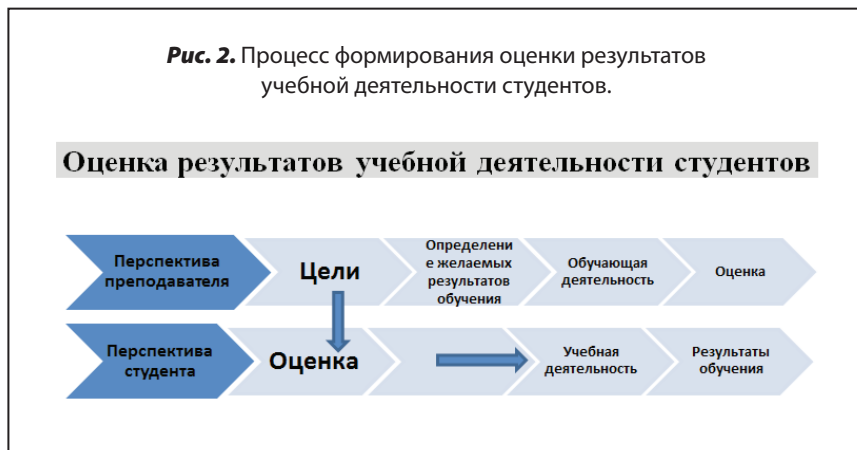 Рис. 2. Процесс формирования оценки результатов
учебной деятельности студентов.
Оценка результатов учебной деятельности студентов
Перспектива
преподавателя
Цели
Определени
е желаемых
результатов
обучения
Обучающая
деятельность
Оценка
Перспектива
студента
Оценка
Учебная
деятельность
Результаты
обучения